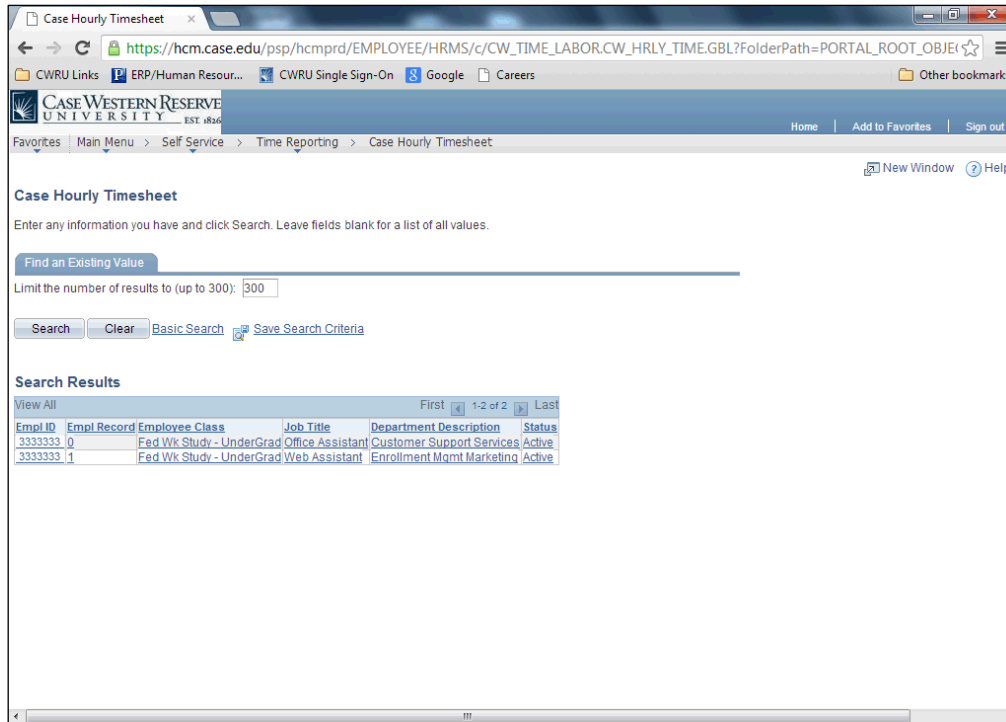 Case Hourly Timesheet
https://hcm.case.edu/psp/hcmprd/EMPLOYEE/HRMS/c/CW_TIME_LABOR.CW_HRLY_TIME.GBL?FolderPath=PORTAL_ROOT_OBJE
CWRU Links ERP/Human Resour... CWRU Single Sign-On Google Careers Other bookmark
CASE WESTERN RESERVE
UNIVERSITY EST. 1826
Home | Add to Favorites | Sign out
Favorites | Main Menu > Self Service > Time Reporting > Case Hourly Timesheet
New Window ? Help
Case Hourly Timesheet
Enter any information you have and click Search. Leave fields blank for a list of all values.
Find an Existing Value
Limit the number of results to (up to 300): 300
Search Clear Basic Search Save Search Criteria
Search Results
View All First 1-2 of 2 Last
Empl ID Empl Record Employee Class Job Title Department Description Status
3333333 0 Fed Wk Study - UnderGrad Office Assistant Customer Support Services Active
3333333 1 Fed Wk Study - UnderGrad Web Assistant Enrollment Mgmt Marketing Active